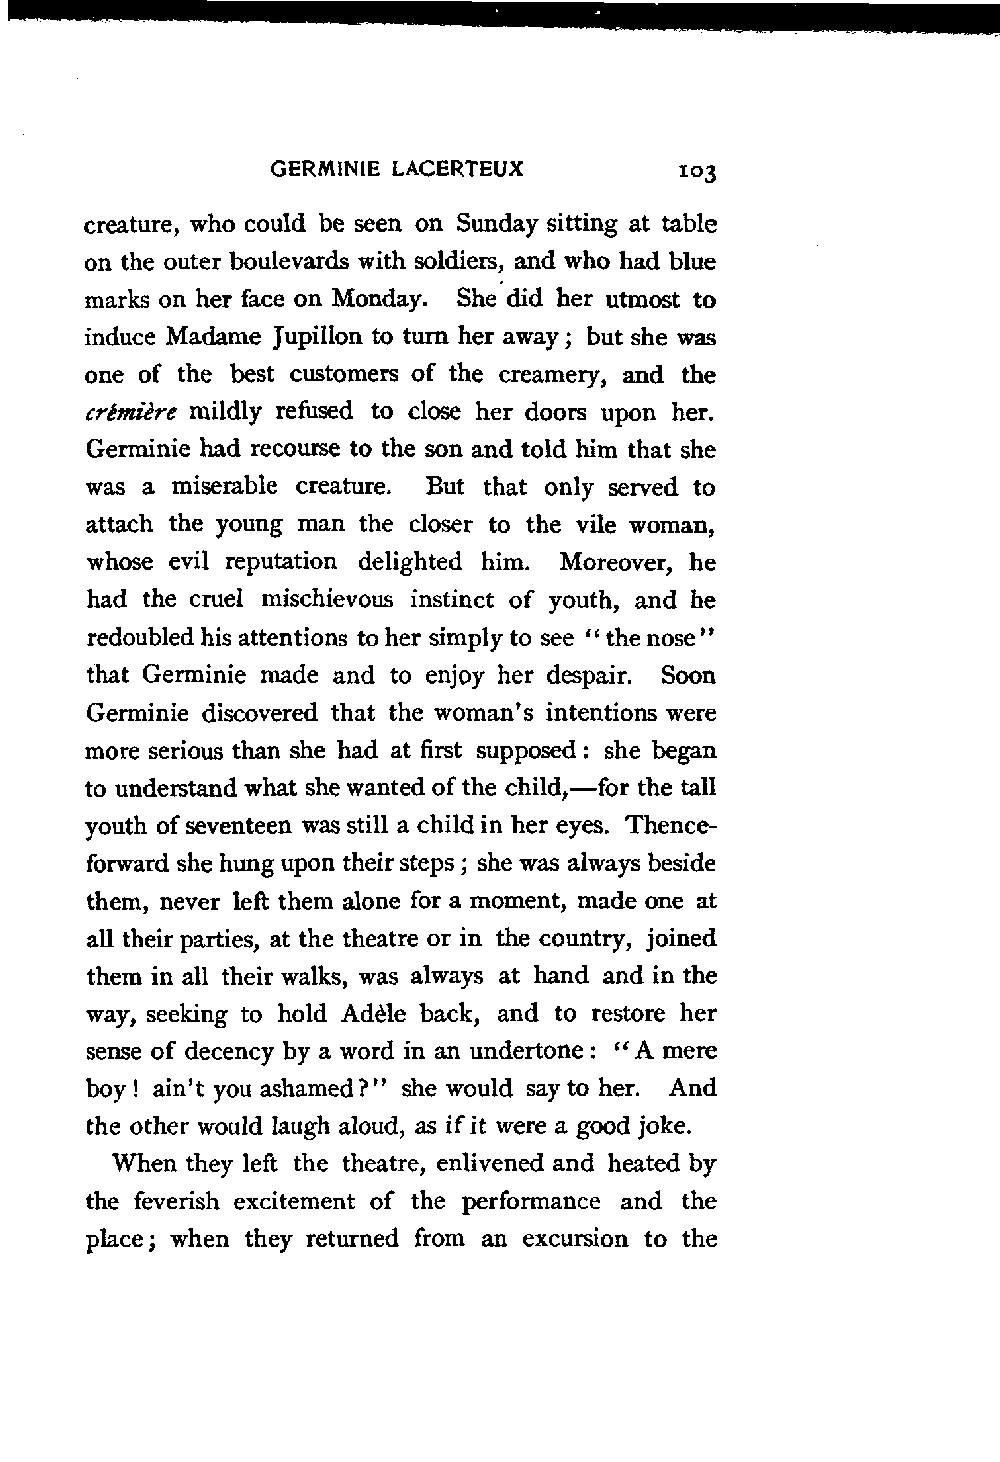 GERMINIE LACERTEUX 103
creature, who could be seen on Sunday sitting at table
on the outer boulevards with soldiers, and who had blue
marks on her face on Monday. She did her utmost to
induce Madame Jupillon to turn her away; but she was
one of the best customers of the creamery, and the
crémière mildly refused to close her doors upon her.
Germinie had recourse to the son and told him that she
was a miserable creature. But that only served to
attach the young man the closer to the vile woman,
whose evil reputation delighted him. Moreover, he
had the cruel mischievous instinct of youth, and he
redoubled his attentions to her simply to see "the nose"
that Germinie made and to enjoy her despair. Soon
Germinie discovered that the woman's intentions were
more serious than she had at first supposed: she began
to understand what she wanted of the child,—for the tall
youth of seventeen was still a child in her eyes. Thence-
forward she hung upon their steps; she was always beside
them, never left them alone for a moment, made one at
all their parties, at the theatre or in the country, joined
them in all their walks, was always at hand and in the
way, seeking to hold Adèle back, and to restore her
sense of decency by a word in an undertone: "A mere
boy! ain't you ashamed?" she would say to her. And
the other would laugh aloud, as if it were a good joke.
When they left the theatre, enlivened and heated by
the feverish excitement of the performance and the
place; when they returned from an excursion to the